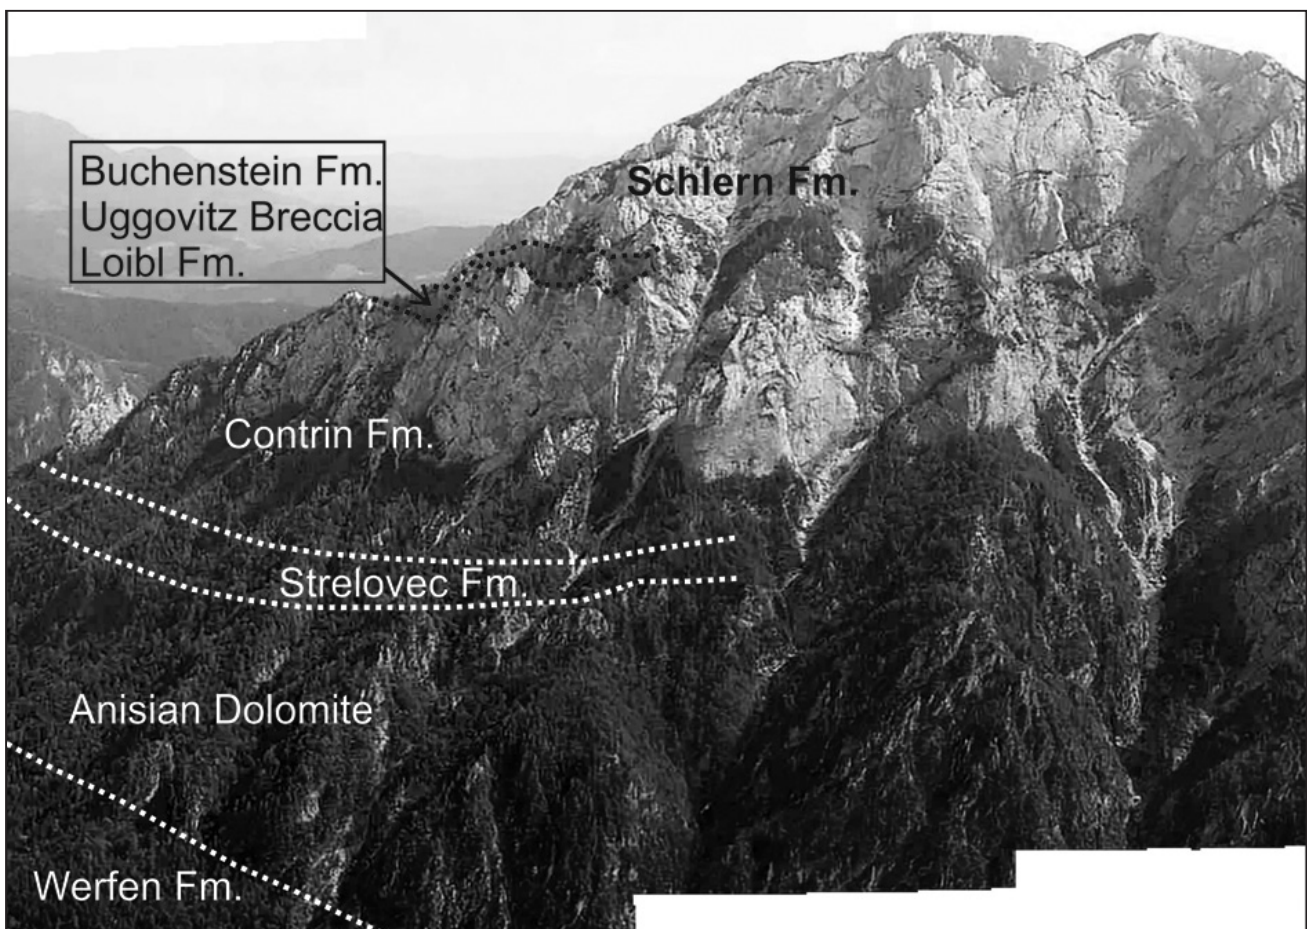 Buchenstein Fm.
Uggovitz Breccia
Loibl Fm.
Schlern Fm.
Contrin Fm.
Strelovec Fm.
Anisian Dolomite
Werfen Fm.